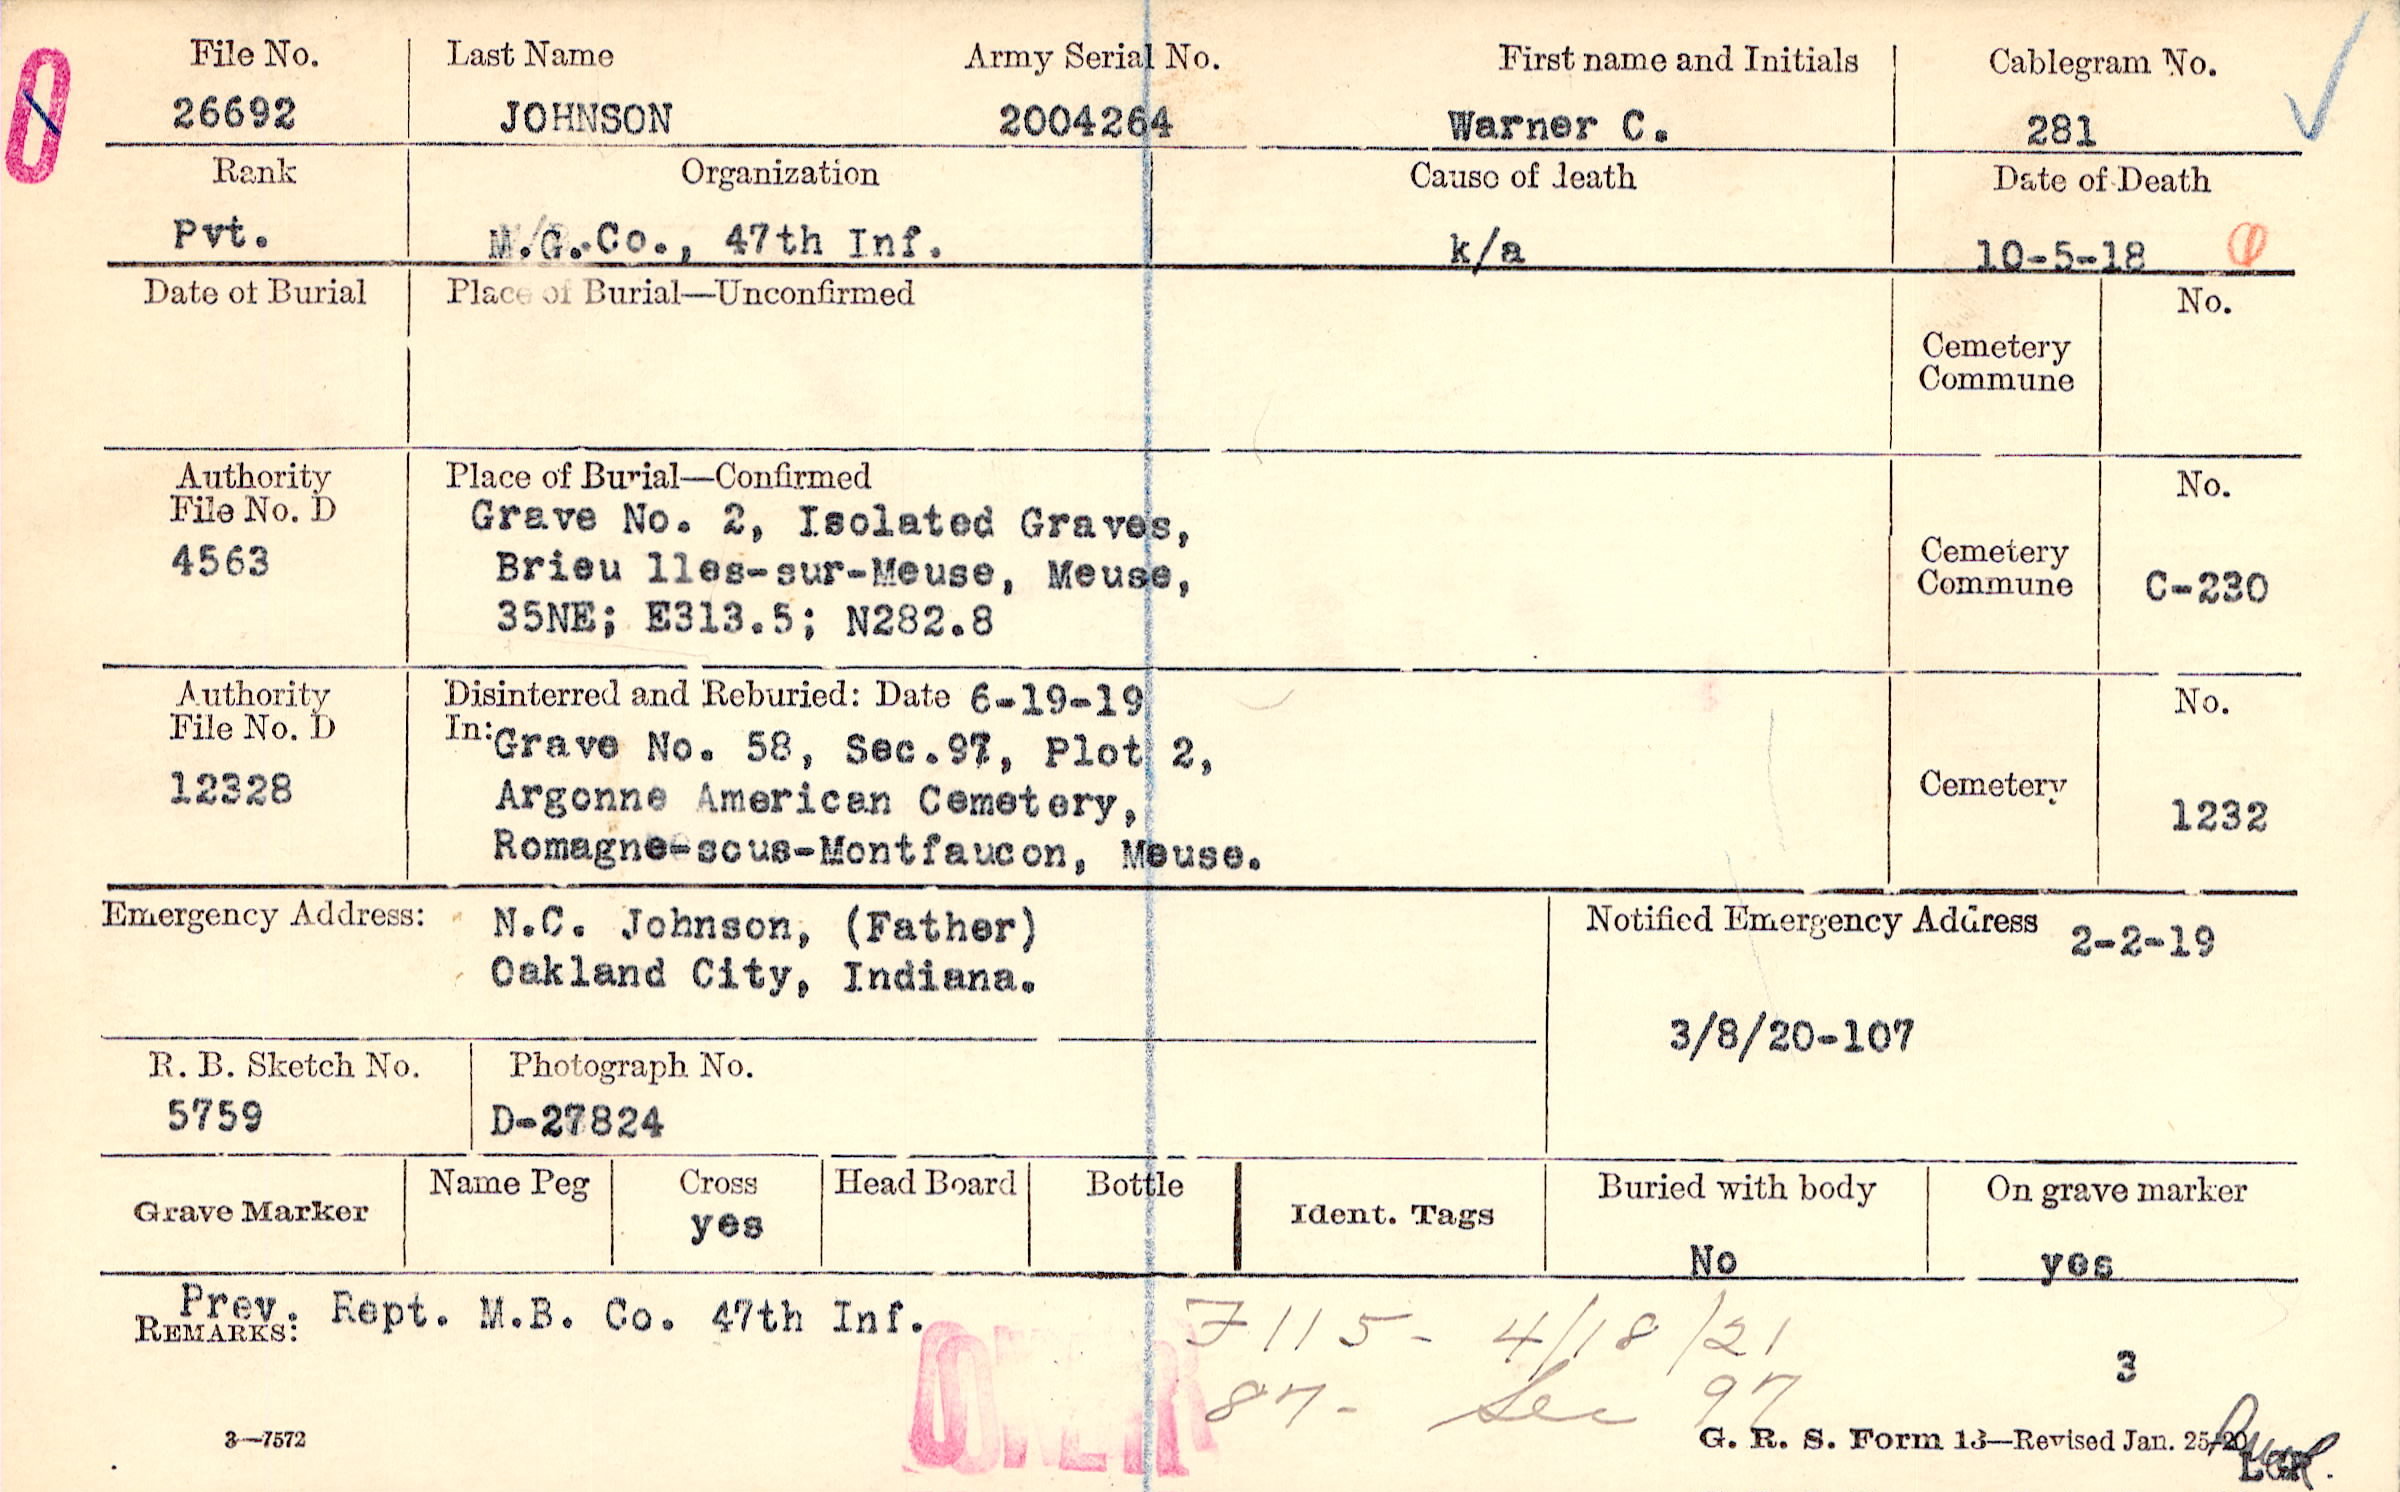 File No. Last Name Army Serial No. First name and Initials Cablegram No.
26692 JOHNSON 2004264 Warner C. 281
Rank Organization Cause of death Date of Death
Pvt. M.G.Co., 47th Inf. k/a 10-5-18
Date of Burial Place of Burial—Unconfirmed No.
Cemetery
Commune
Authority Place of Burial—Confirmed No.
File No. D Grave No. 2, Isolated Graves,
4563 Brieu lles-sur-Meuse, Meuse, Cemetery
Commune C-230
35NE; E313.5; N282.8
Authority Disinterred and Reburied: Date 6-19-19 No.
File No. D In: Grave No. 58, Sec.97, Plot 2,
12328 Argonne American Cemetery, Cemetery 1232
Romagne-sous-Montfaucon, Meuse.
Emergency Address: N.C. Johnson, (Father) Notified Emergency Address 2-2-19
Oakland City, Indiana.
3/8/20-107
R. B. Sketch No. Photograph No.
5759 D-27824
Grave Marker Name Peg Cross Head Board Bottle Ident. Tags Buried with body On grave marker
yes No yes
Prev. Rept. M.B. Co. 47th Inf.
REMARKS:
F115- 4/18/21
3
87- Sec 97
3—7572 G. R. S. Form 13—Revised Jan. 25-20